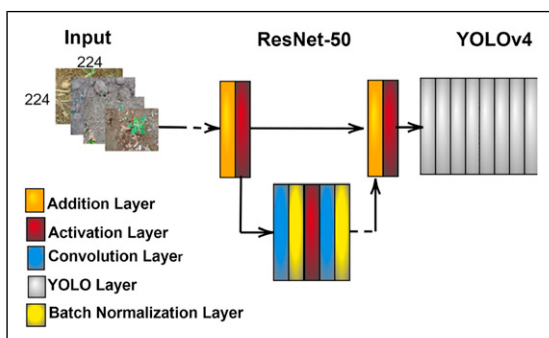 Input
ResNet-50
YOLOv4
224
224
Addition Layer
Activation Layer
Convolution Layer
YOLO Layer
Batch Normalization Layer